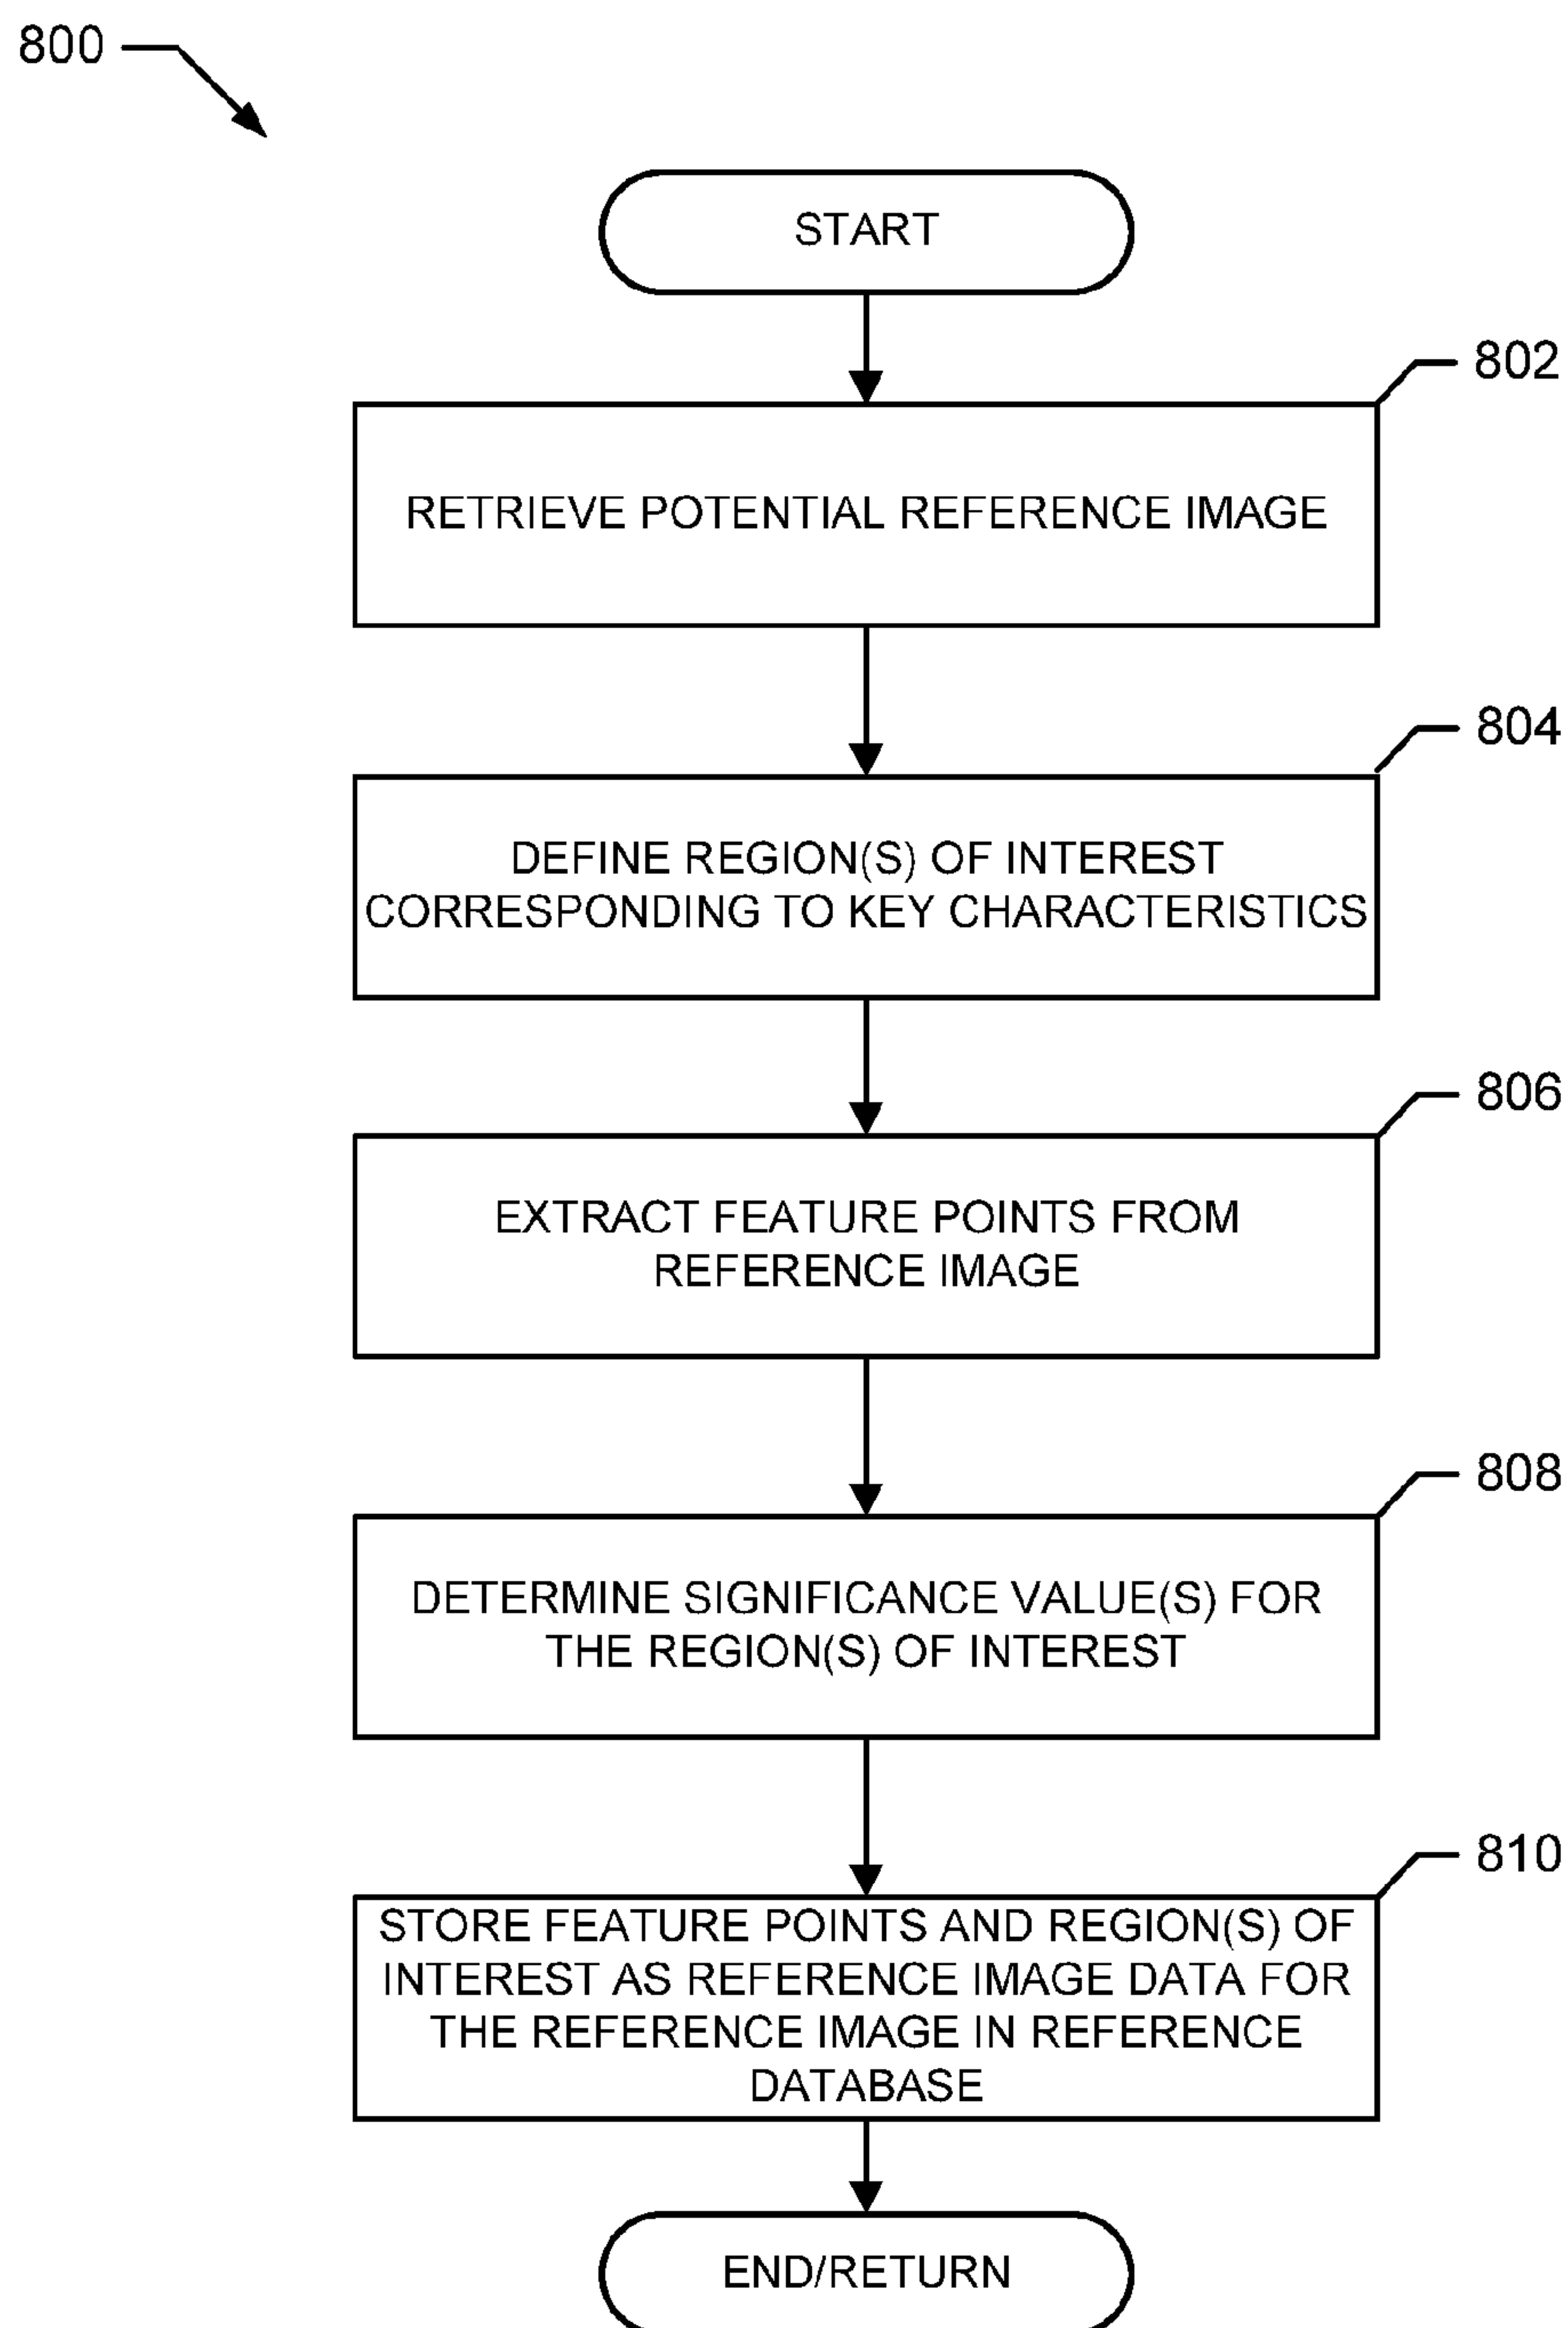 800
START
802
RETRIEVE POTENTIAL REFERENCE IMAGE
804
DEFINE REGION(S) OF INTEREST
CORRESPONDING TO KEY CHARACTERISTICS
806
EXTRACT FEATURE POINTS FROM
REFERENCE IMAGE
808
DETERMINE SIGNIFICANCE VALUE(S) FOR
THE REGION(S) OF INTEREST
810
STORE FEATURE POINTS AND REGION(S) OF
INTEREST AS REFERENCE IMAGE DATA FOR
THE REFERENCE IMAGE IN REFERENCE
DATABASE
END/RETURN